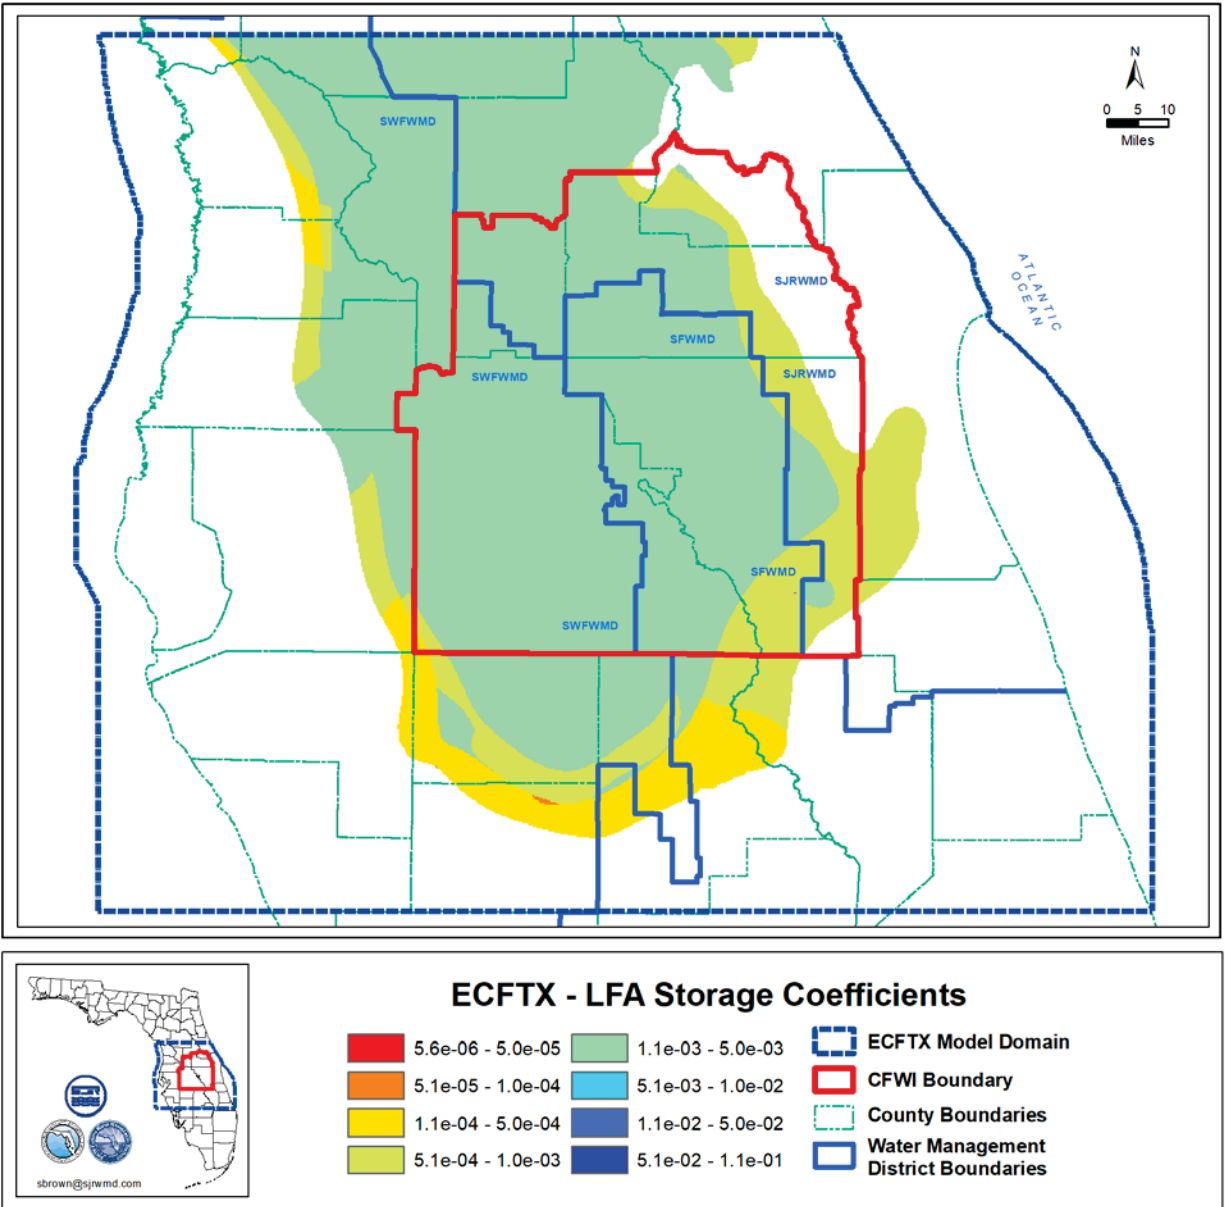 N
0 5 10
Miles
SWFWMD
ATLANTIC
OCEAN
SJRWMD
SFWMD
SWFWMD
SJRWMD
SFWMD
SWFWMD
ECFTX - LFA Storage Coefficients
5.6e-06 - 5.0e-05
5.1e-05 - 1.0e-04
1.1e-04 - 5.0e-04
5.1e-04 - 1.0e-03
1.1e-03 - 5.0e-03
5.1e-03 - 1.0e-02
1.1e-02 - 5.0e-02
5.1e-02 - 1.1e-01
ECFTX Model Domain
CFWI Boundary
County Boundaries
Water Management
District Boundaries
sbrown@sjrwmd.com